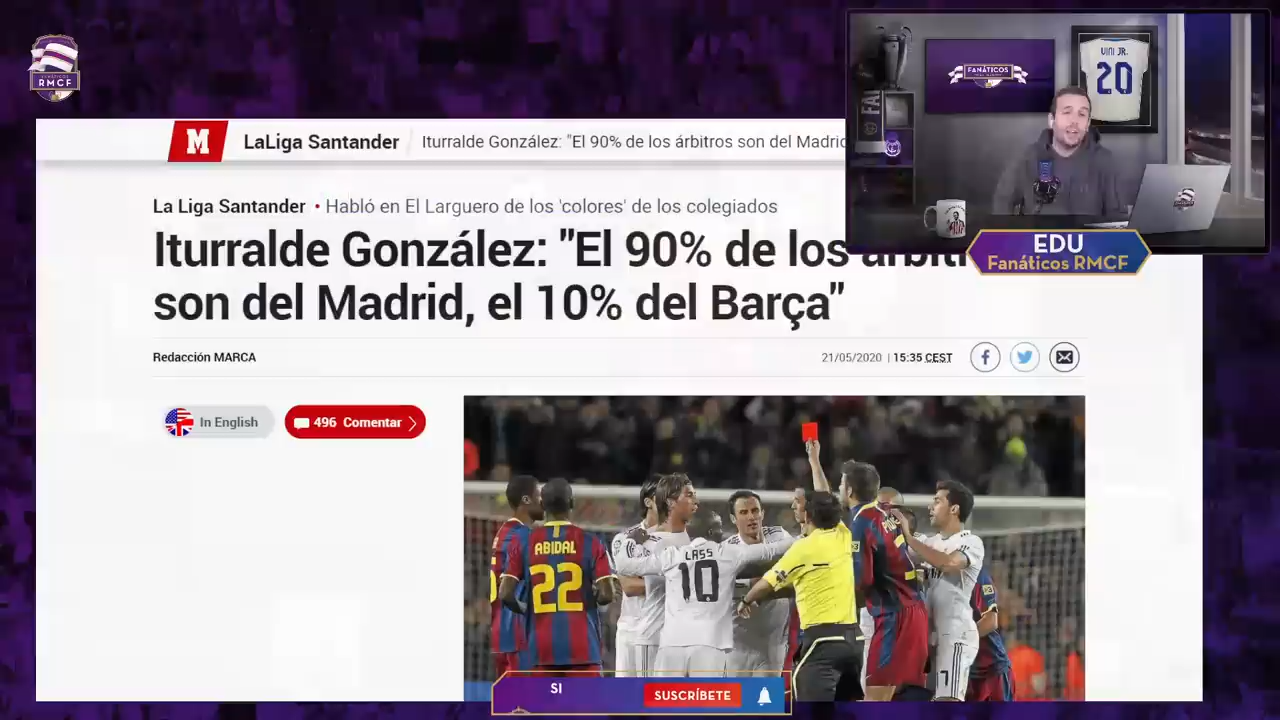 FANÁTICOS
RMCF
FANÁTICOS
VINI JR.
20
LaLiga Santander
Iturralde González: "El 90% de los árbitros son del Madrid
La Liga Santander • Habló en El Larguero de los 'colores' de los colegiados
Iturralde González: "El 90% de los árbit
son del Madrid, el 10% del Barça"
EDU
Fanáticos RMCF
Redacción MARCA
21/05/2020 | 15:35 CEST
In English
496 Comentar
ABIDAL
22
LASS
10
SI
SUSCRÍBETE